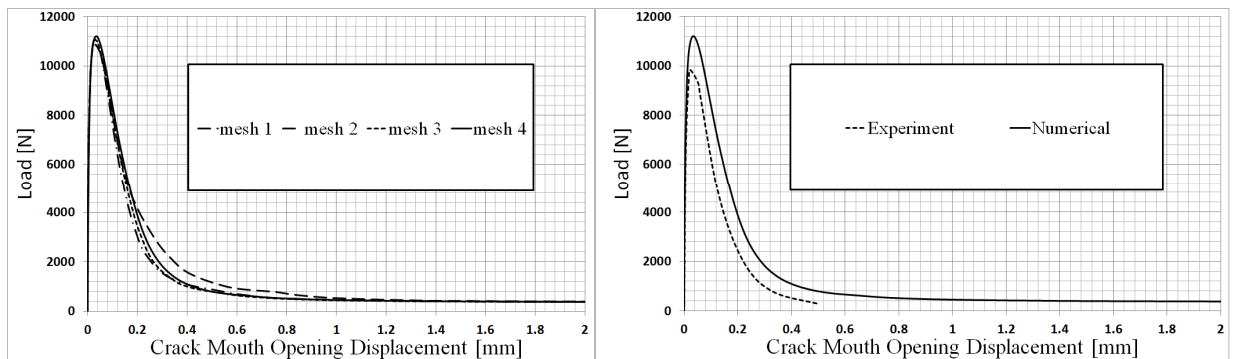 12000
10000
8000
6000
4000
2000
0
Load [N]
mesh 1 mesh 2 mesh 3 mesh 4
0 0.2 0.4 0.6 0.8 1 1.2 1.4 1.6 1.8 2
Crack Mouth Opening Displacement [mm]
12000
10000
8000
6000
4000
2000
0
Load [N]
Experiment Numerical
0 0.2 0.4 0.6 0.8 1 1.2 1.4 1.6 1.8 2
Crack Mouth Opening Displacement [mm]